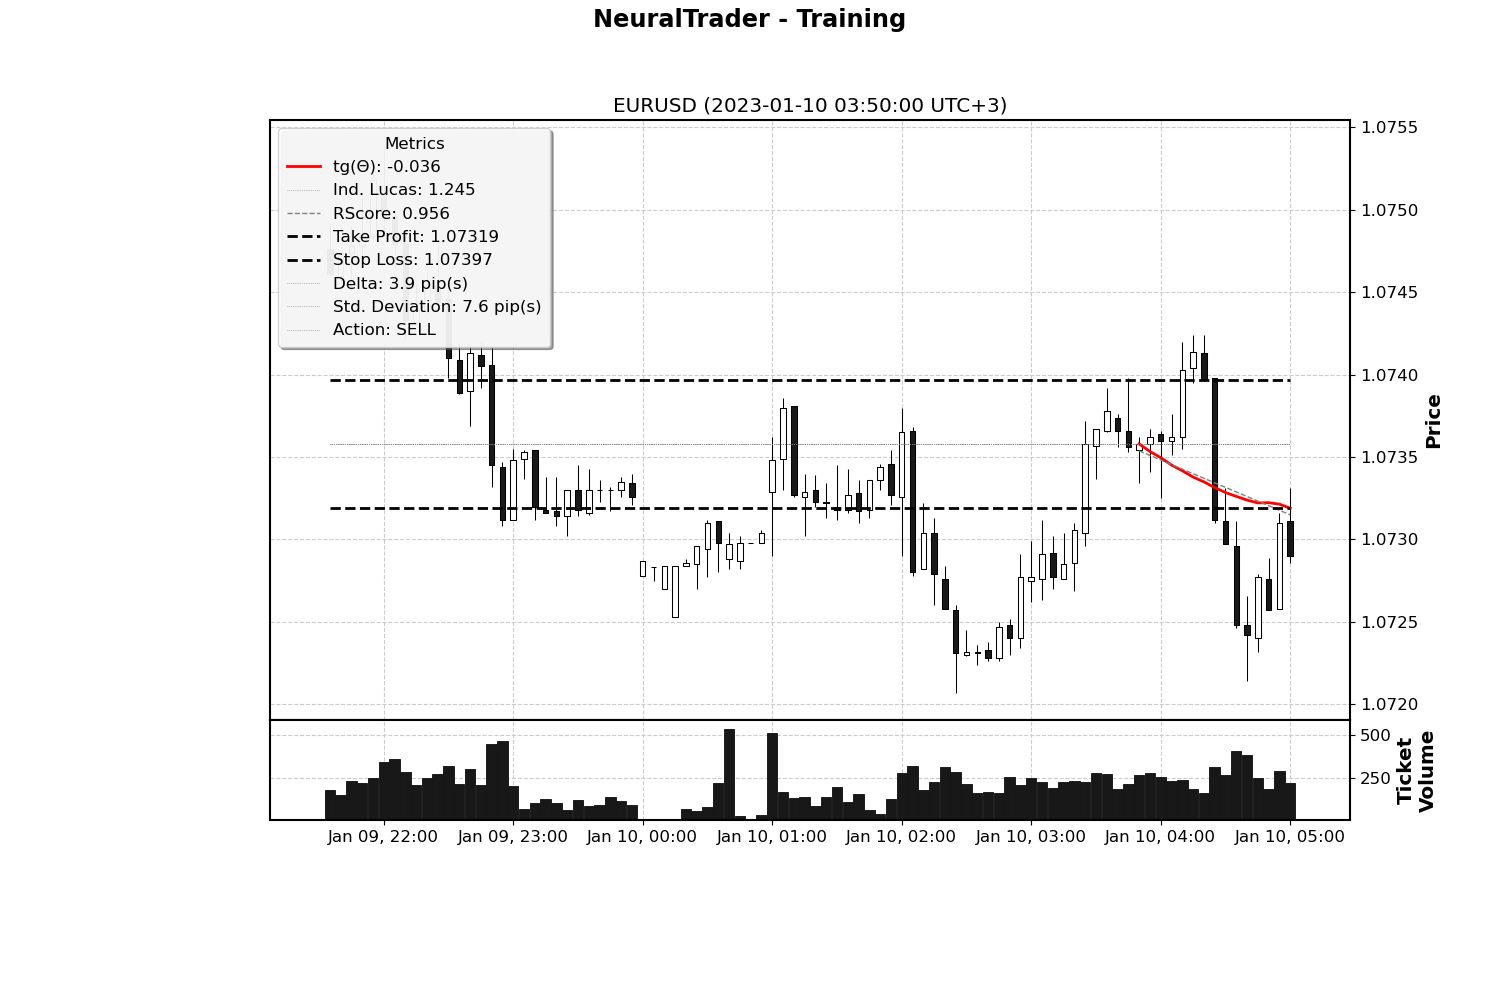 NeuralTrader - Training
EURUSD (2023-01-10 03:50:00 UTC+3)
Metrics
tg(Θ): -0.036
Ind. Lucas: 1.245
RScore: 0.956
Take Profit: 1.07319
Stop Loss: 1.07397
Delta: 3.9 pip(s)
Std. Deviation: 7.6 pip(s)
Action: SELL
1.0755
1.0750
1.0745
1.0740
1.0735
1.0730
1.0725
1.0720
Price
500
250
Ticket
Volume
Jan 09, 22:00 Jan 09, 23:00 Jan 10, 00:00 Jan 10, 01:00 Jan 10, 02:00 Jan 10, 03:00 Jan 10, 04:00 Jan 10, 05:00